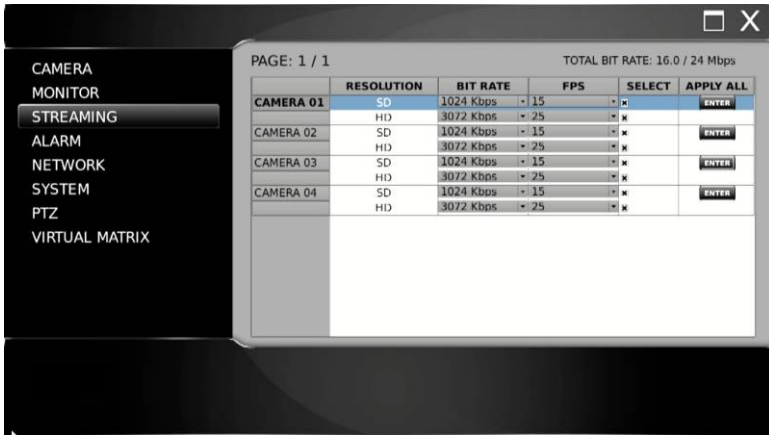 X
CAMERA
MONITOR
STREAMING
ALARM
NETWORK
SYSTEM
PTZ
VIRTUAL MATRIX
PAGE: 1 / 1 TOTAL BIT RATE: 16.0 / 24 Mbps
RESOLUTION BIT RATE FPS SELECT APPLY ALL
CAMERA 01 SD 1024 Kbps 15 ENTER
HD 3072 Kbps 25
CAMERA 02 SD 1024 Kbps 15 ENTER
HD 3072 Kbps 25
CAMERA 03 SD 1024 Kbps 15 ENTER
HD 3072 Kbps 25
CAMERA 04 SD 1024 Kbps 15 ENTER
HD 3072 Kbps 25